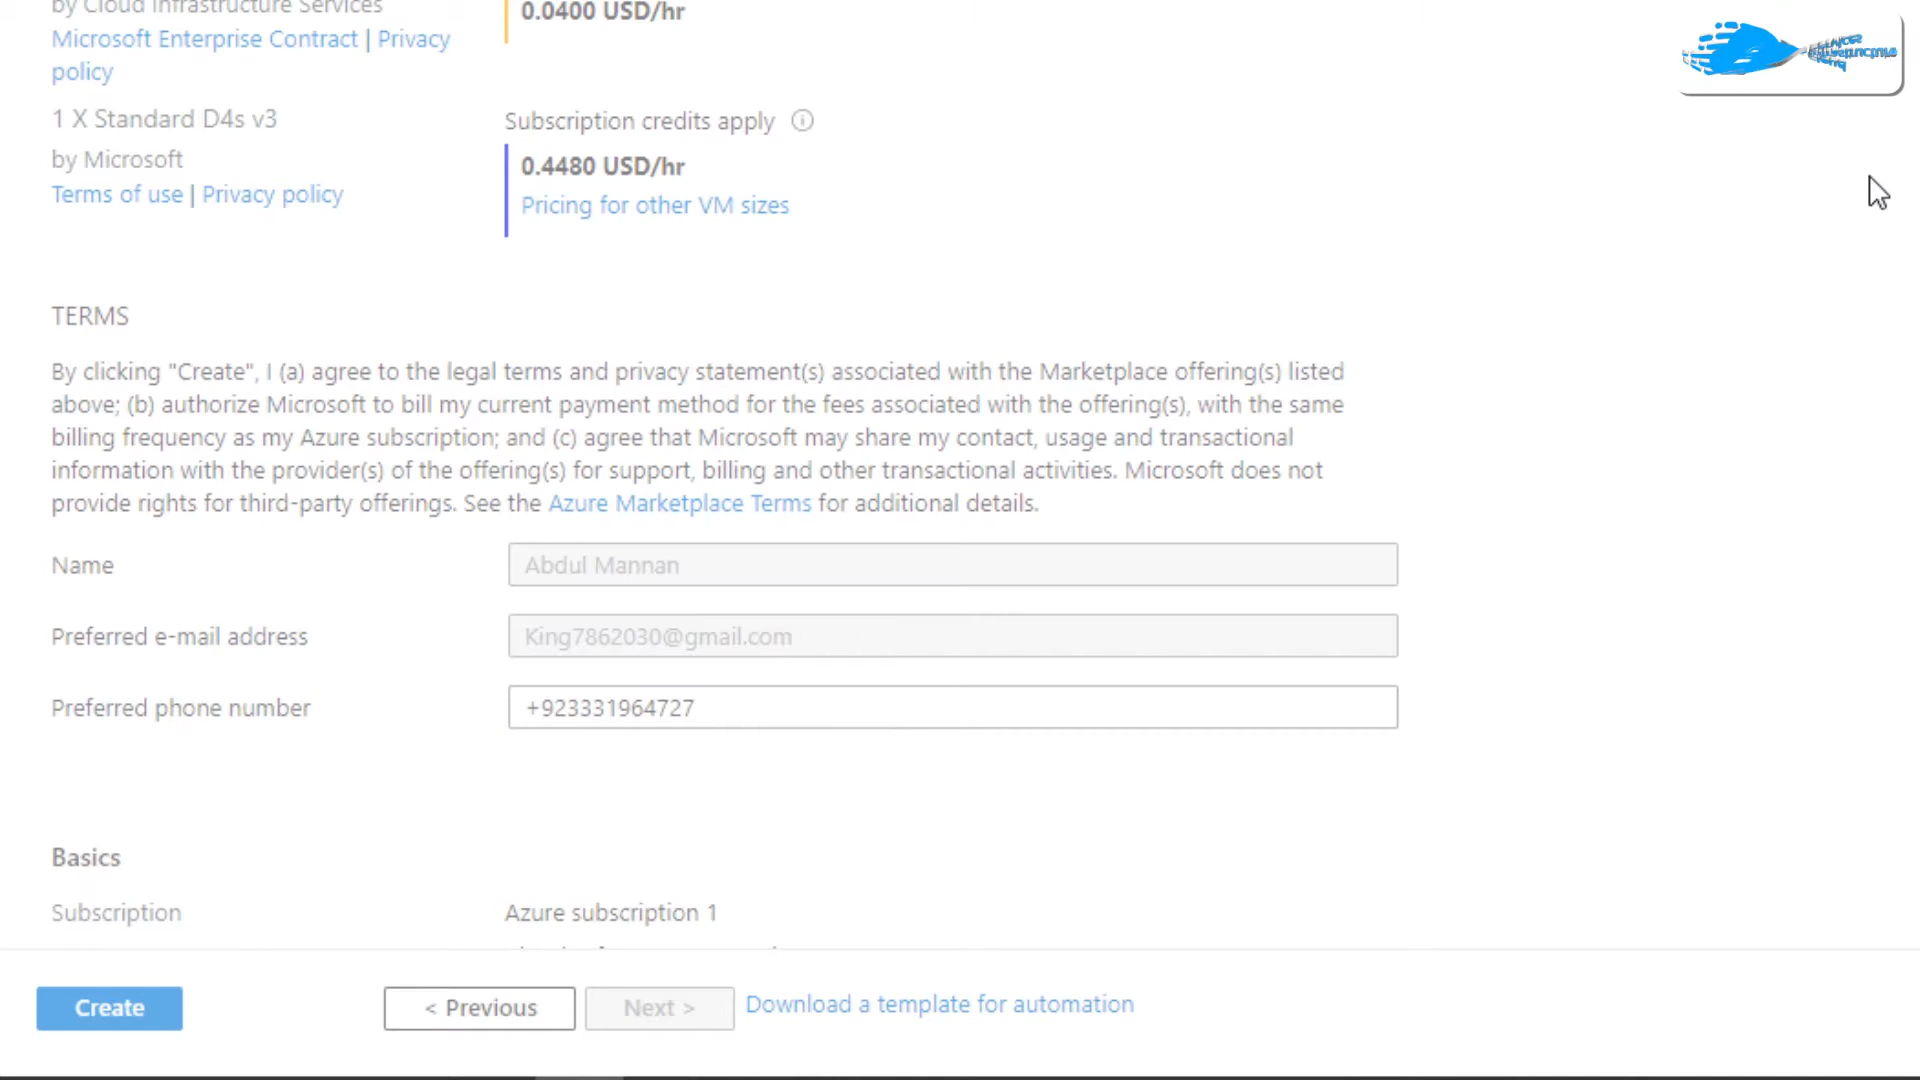 by Cloud Infrastructure Services
0.0400 USD/hr
Microsoft Enterprise Contract | Privacy
policy
1 X Standard D4s v3
Subscription credits apply
by Microsoft
0.4480 USD/hr
Terms of use | Privacy policy
Pricing for other VM sizes
TERMS
By clicking "Create", I (a) agree to the legal terms and privacy statement(s) associated with the Marketplace offering(s) listed
above; (b) authorize Microsoft to bill my current payment method for the fees associated with the offering(s), with the same
billing frequency as my Azure subscription; and (c) agree that Microsoft may share my contact, usage and transactional
information with the provider(s) of the offering(s) for support, billing and other transactional activities. Microsoft does not
provide rights for third-party offerings. See the Azure Marketplace Terms for additional details.
Name
Abdul Mannan
Preferred e-mail address
King7862030@gmail.com
Preferred phone number
+923331964727
Basics
Subscription
Azure subscription 1
Create
< Previous
Next >
Download a template for automation